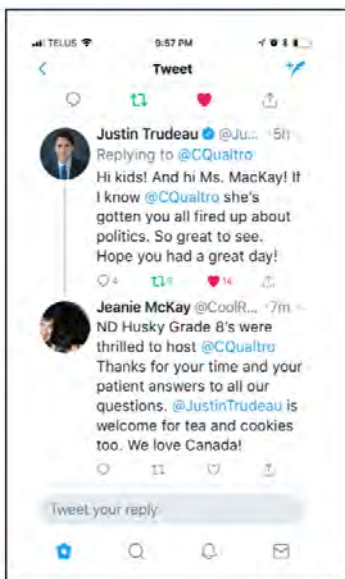 TELUS 9:57 PM
Tweet
Justin Trudeau @Ju... · 5h
Replying to @CQualtro
Hi kids! And hi Ms. MacKay! If
I know @CQualtro she's
gotten you all fired up about
politics. So great to see.
Hope you had a great day!
4 9 14
Jeanie McKay @CoolR... · 7m
ND Husky Grade 8's were
thrilled to host @CQualtro
Thanks for your time and your
patient answers to all our
questions. @JustinTrudeau is
welcome for tea and cookies
too. We love Canada!
Tweet your reply